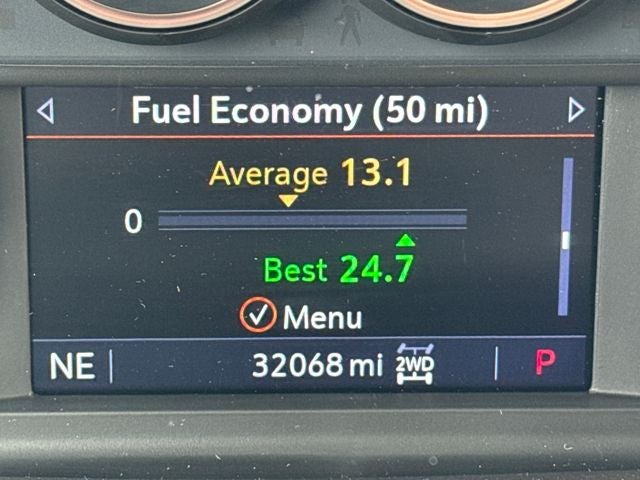 Fuel Economy (50 mi)
Average 13.1
0
Best 24.7
Menu
NE 32068 mi 2WD P